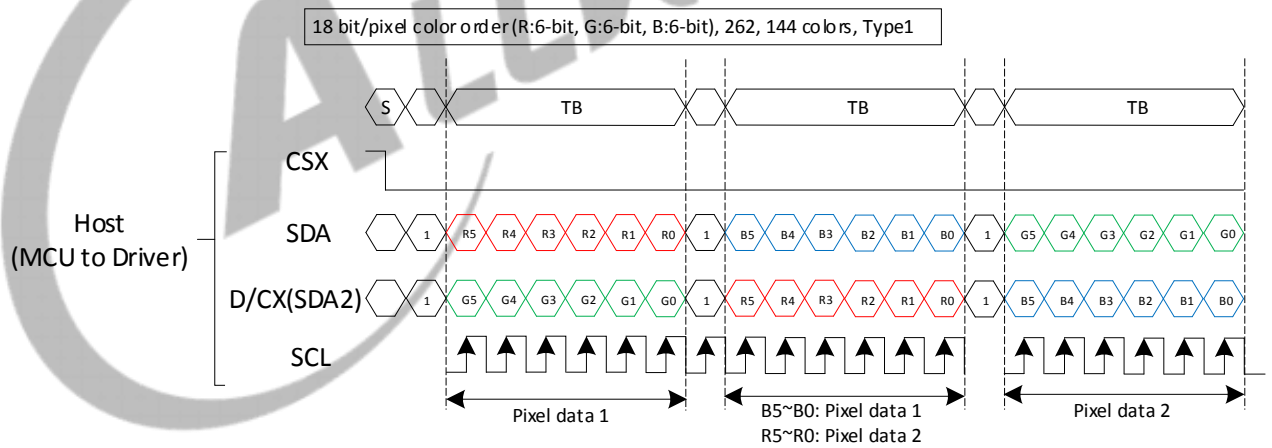 18 bit/pixel color order (R:6-bit, G:6-bit, B:6-bit), 262, 144 colors, Type1
S TB TB TB
CSX
Host
(MCU to Driver)
SDA 1 R5 R4 R3 R2 R1 R0 1 B5 B4 B3 B2 B1 B0 1 G5 G4 G3 G2 G1 G0
D/CX(SDA2) 1 G5 G4 G3 G2 G1 G0 1 R5 R4 R3 R2 R1 R0 1 B5 B4 B3 B2 B1 B0
SCL
Pixel data 1
B5~B0: Pixel data 1
R5~R0: Pixel data 2
Pixel data 2